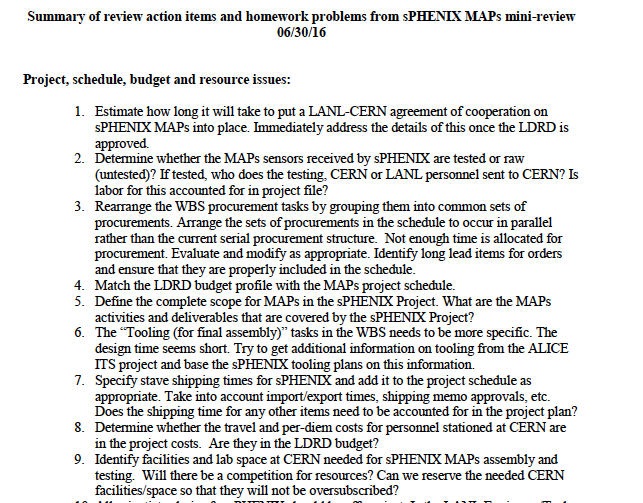 Summary of review action items and homework problems from sPHENIX MAPs mini-review
06/30/16
Project, schedule, budget and resource issues:
1. Estimate how long it will take to put a LANL-CERN agreement of cooperation on
sPHENIX MAPs into place. Immediately address the details of this once the LDRD is
approved.
2. Determine whether the MAPs sensors received by sPHENIX are tested or raw
(untested)? If tested, who does the testing, CERN or LANL personnel sent to CERN? Is
labor for this accounted for in project file?
3. Rearrange the WBS procurement tasks by grouping them into common sets of
procurements. Arrange the sets of procurements in the schedule to occur in parallel
rather than the current serial procurement structure. Not enough time is allocated for
procurement. Evaluate and modify as appropriate. Identify long lead items for orders
and ensure that they are properly included in the schedule.
4. Match the LDRD budget profile with the MAPs project schedule.
5. Define the complete scope for MAPs in the sPHENIX Project. What are the MAPs
activities and deliverables that are covered by the sPHENIX Project?
6. The “Tooling (for final assembly)” tasks in the WBS needs to be more specific. The
design time seems short. Try to get additional information on tooling from the ALICE
ITS project and base the sPHENIX tooling plans on this information.
7. Specify stave shipping times for sPHENIX and add it to the project schedule as
appropriate. Take into account import/export times, shipping memo approvals, etc.
Does the shipping time for any other items need to be accounted for in the project plan?
8. Determine whether the travel and per-diem costs for personnel stationed at CERN are
in the project costs. Are they in the LDRD budget?
9. Identify facilities and lab space at CERN needed for sPHENIX MAPs assembly and
testing. Will there be a competition for resources? Can we reserve the needed CERN
facilities/space so that they will not be oversubscribed?